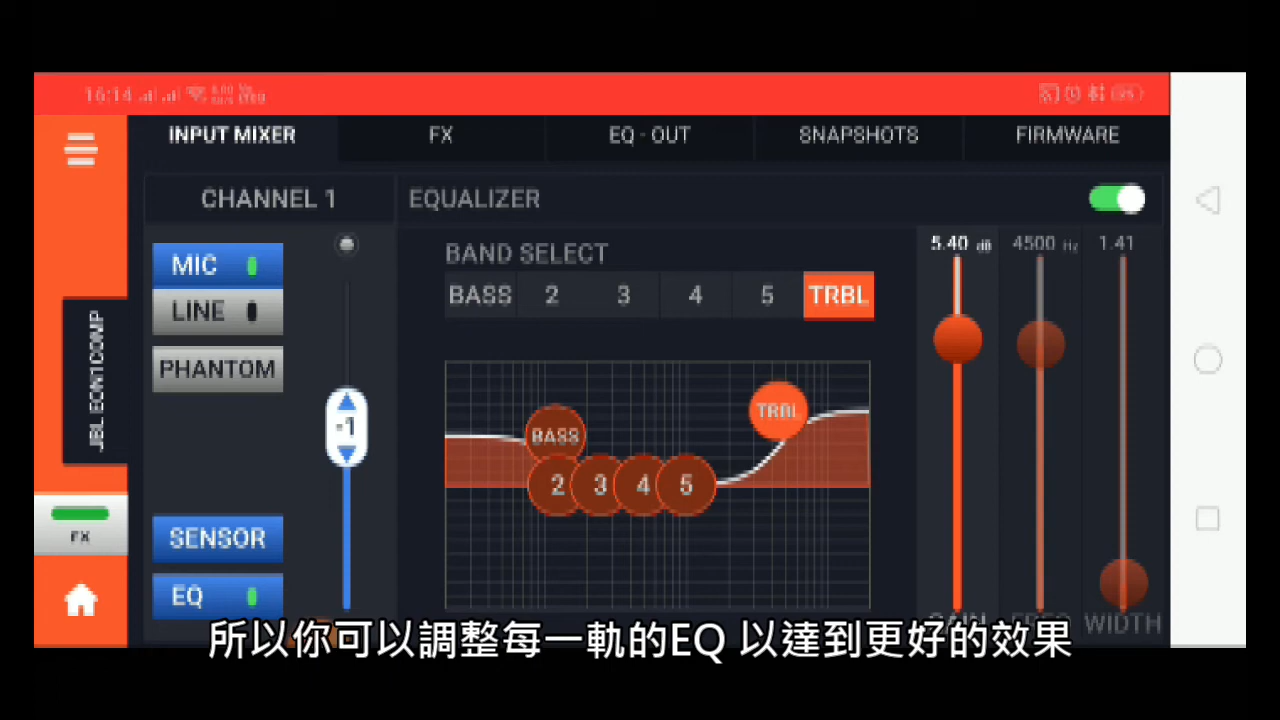 16:14
INPUT MIXER FX EQ - OUT SNAPSHOTS FIRMWARE
CHANNEL 1 EQUALIZER
5.40 dB 4500 Hz 1.41
BAND SELECT
MIC
BASS 2 3 4 5 TRBL
LINE
PHANTOM
JBL EON1COMP
TRBL
-1
BASS
2 3 4 5
FX
SENSOR
EQ
GAIN FREQ WIDTH
所以你可以調整每一軌的EQ 以達到更好的效果